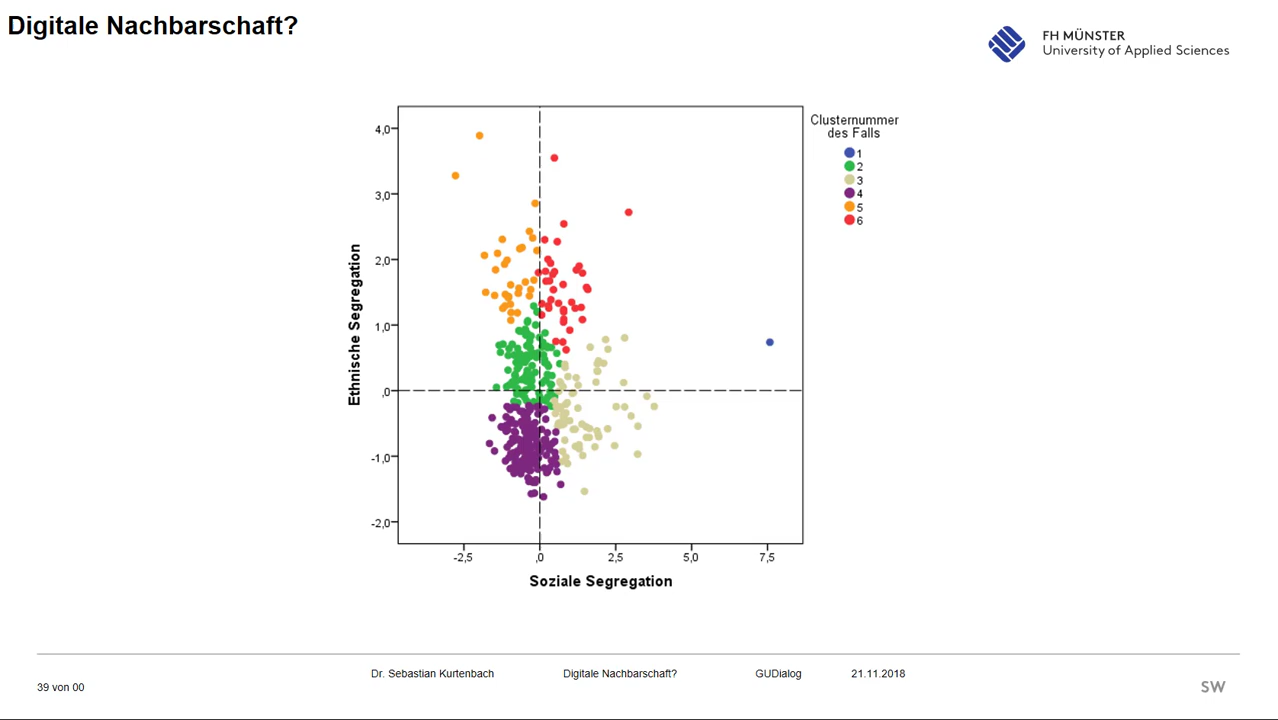 Digitale Nachbarschaft?
FH MÜNSTER
University of Applied Sciences
Clusternummer
des Falls
1
2
3
4
5
6
4,0
3,0
2,0
1,0
,0
-1,0
-2,0
Ethnische Segregation
-2,5
,0
2,5
5,0
7,5
Soziale Segregation
Dr. Sebastian Kurtenbach
Digitale Nachbarschaft?
GUDialog
21.11.2018
39 von 00
SW